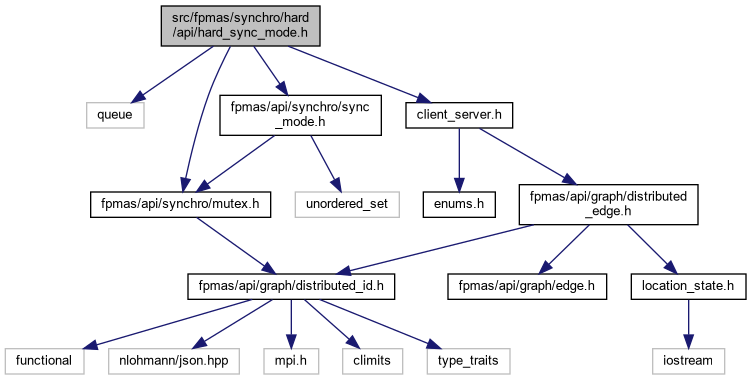 src/fpmas/synchro/hard
/api/hard_sync_mode.h
queue
fpmas/api/synchro/sync
_mode.h
client_server.h
fpmas/api/synchro/mutex.h
unordered_set
enums.h
fpmas/api/graph/distributed
_edge.h
fpmas/api/graph/distributed_id.h
fpmas/api/graph/edge.h
location_state.h
functional
nlohmann/json.hpp
mpi.h
climits
type_traits
iostream